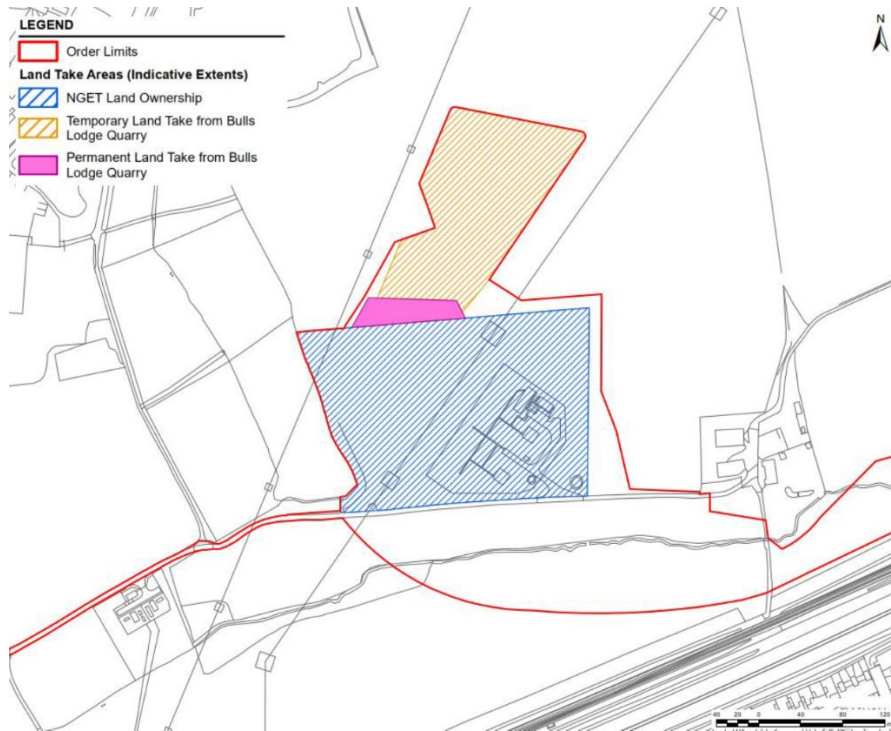 LEGEND
Order Limits
Land Take Areas (Indicative Extents)
NGET Land Ownership
Temporary Land Take from Bulls
Lodge Quarry
Permanent Land Take from Bulls
Lodge Quarry
N
40 20 0 40 80 120